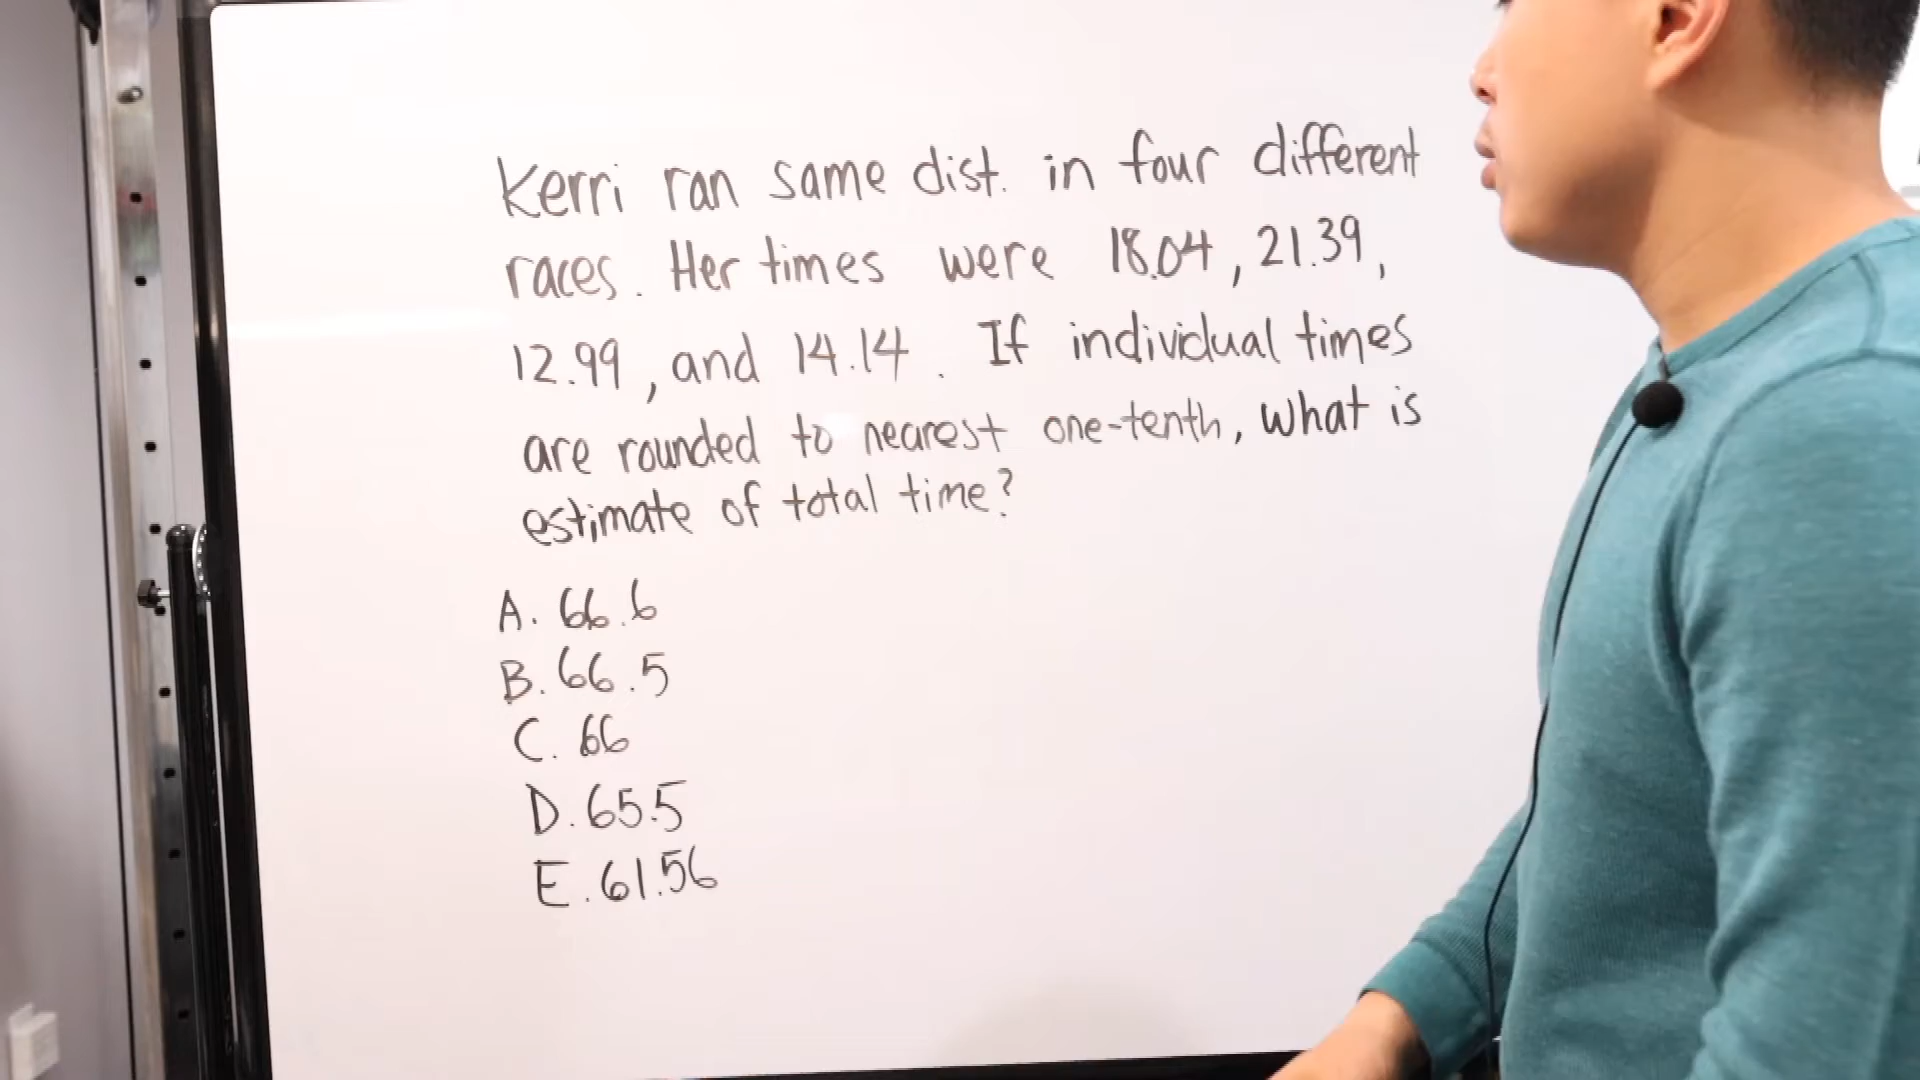 Kerri ran same dist. in four different
races. Her times were 18.04, 21.39,
12.99, and 14.14. If individual times
are rounded to nearest one-tenth, what is
estimate of total time?
A. 66.6
B. 66.5
C. 66
D. 65.5
E. 61.56